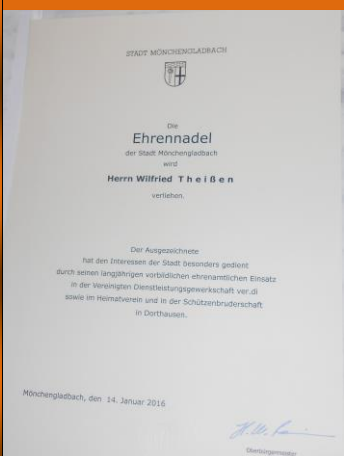 STADT MÖNCHENGLADBACH
Die
Ehrennadel
der Stadt Mönchengladbach
wird
Herrn Wilfried T h e i ß e n
verliehen.
Der Ausgezeichnete
hat den Interessen der Stadt besonders gedient
durch seinen langjährigen vorbildlichen ehrenamtlichen Einsatz
in der Vereinigten Dienstleistungsgewerkschaft ver.di
sowie im Heimatverein und in der Schützenbruderschaft
in Dorthausen.
Mönchengladbach, den 14. Januar 2016
Oberbürgermeister